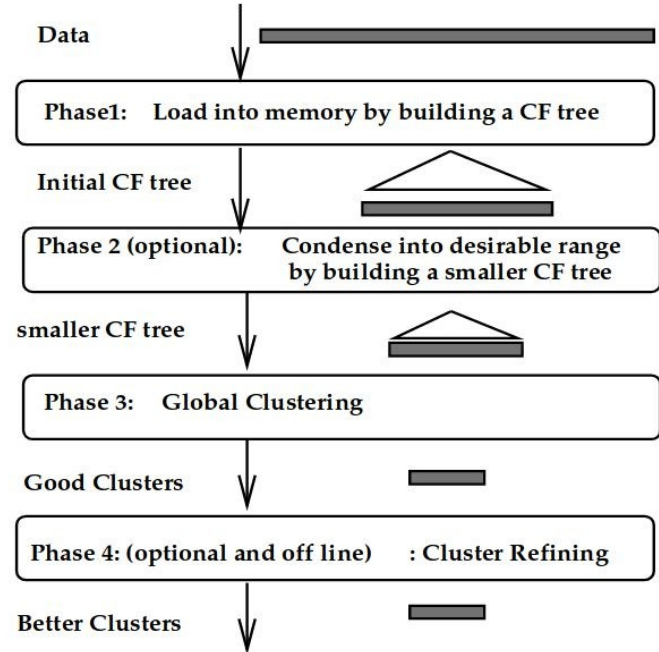 Data
Phase1: Load into memory by building a CF tree
Initial CF tree
Phase 2 (optional): Condense into desirable range
by building a smaller CF tree
smaller CF tree
Phase 3: Global Clustering
Good Clusters
Phase 4: (optional and off line) : Cluster Refining
Better Clusters